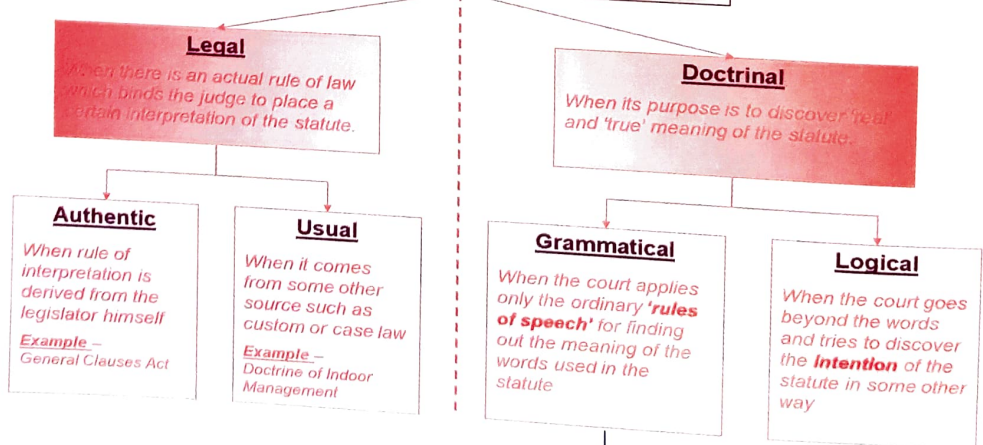 Legal
When there is an actual rule of law
which binds the judge to place a
certain interpretation of the statute.
Doctrinal
When its purpose is to discover 'real'
and 'true' meaning of the statute.
Authentic
When rule of
interpretation is
derived from the
legislator himself
Example –
General Clauses Act
Usual
When it comes
from some other
source such as
custom or case law
Example –
Doctrine of Indoor
Management
Grammatical
When the court applies
only the ordinary 'rules
of speech' for finding
out the meaning of the
words used in the
statute
Logical
When the court goes
beyond the words
and tries to discover
the intention of the
statute in some other
way